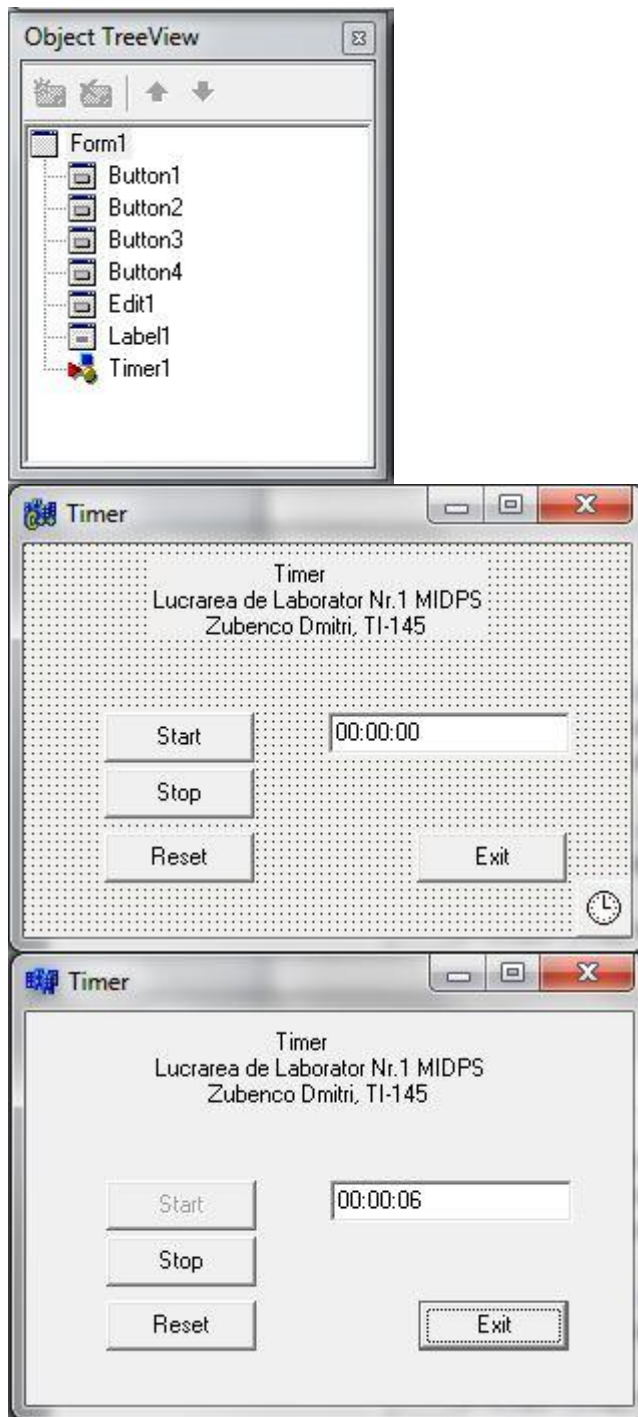 Object TreeView
Form1
Button1
Button2
Button3
Button4
Edit1
Label1
Timer1
Timer
Timer
Lucrarea de Laborator Nr.1 MIDPS
Zubenco Dmitri, TI-145
Start
00:00:00
Stop
Reset
Exit
Timer
Timer
Lucrarea de Laborator Nr.1 MIDPS
Zubenco Dmitri, TI-145
Start
00:00:06
Stop
Reset
Exit